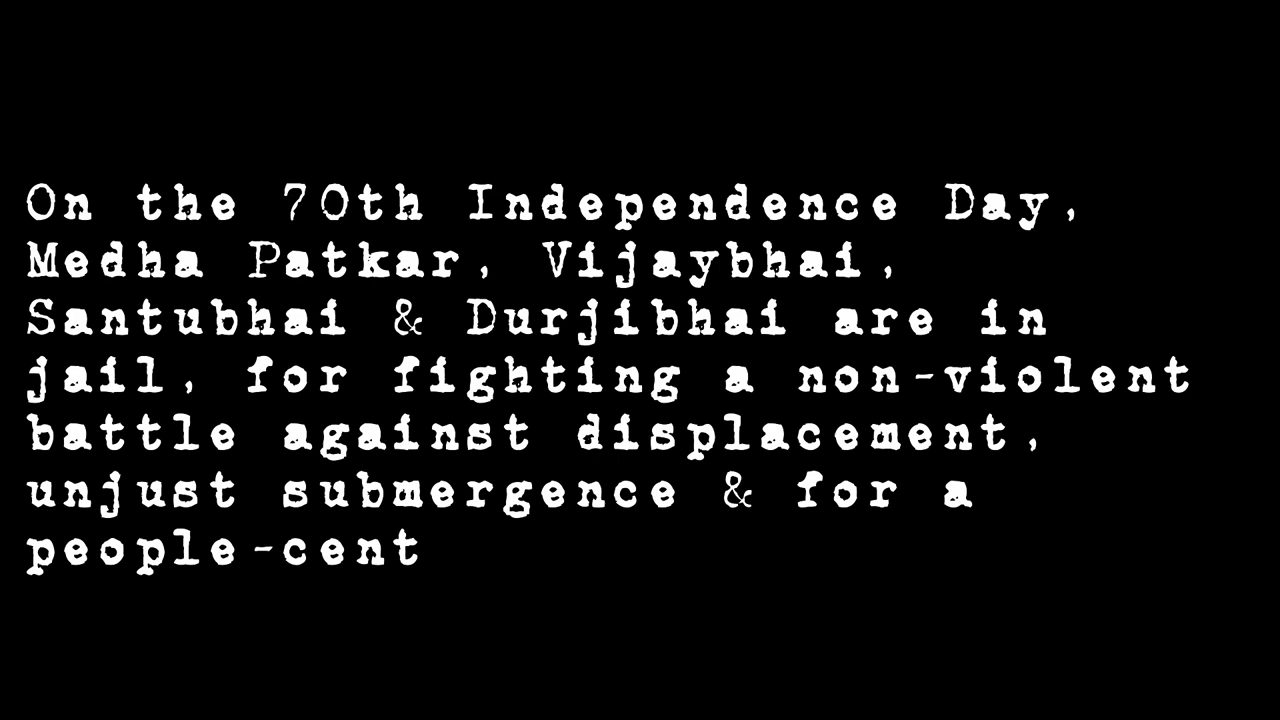 On the 70th Independence Day,
Medha Patkar, Vijaybhai,
Santubhai & Durjibhai are in
jail, for fighting a non-violent
battle against displacement,
unjust submergence & for a
people-cent